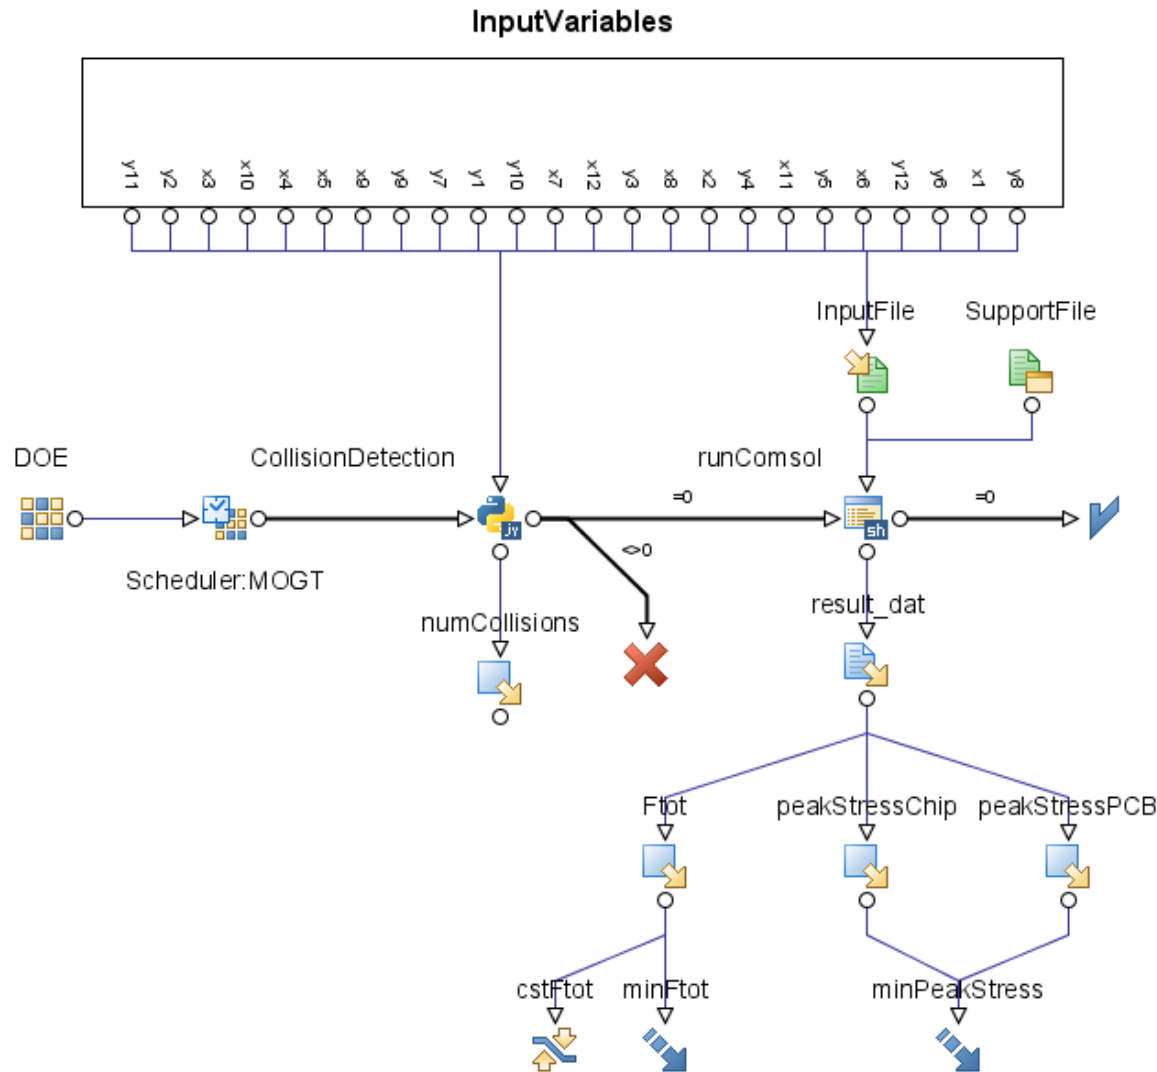 InputVariables
y11
y2
x3
x10
x4
x5
x9
y9
y7
y1
y10
x7
x12
y3
x8
x2
y4
x11
y5
x6
y12
y6
x1
y8
InputFile
SupportFile
DOE
CollisionDetection
runComsol
=0
=0
jy
sh
<>0
Scheduler:MOGT
result_dat
numCollisions
Ftot
peakStressChip
peakStressPCB
cstFtot
minFtot
minPeakStress